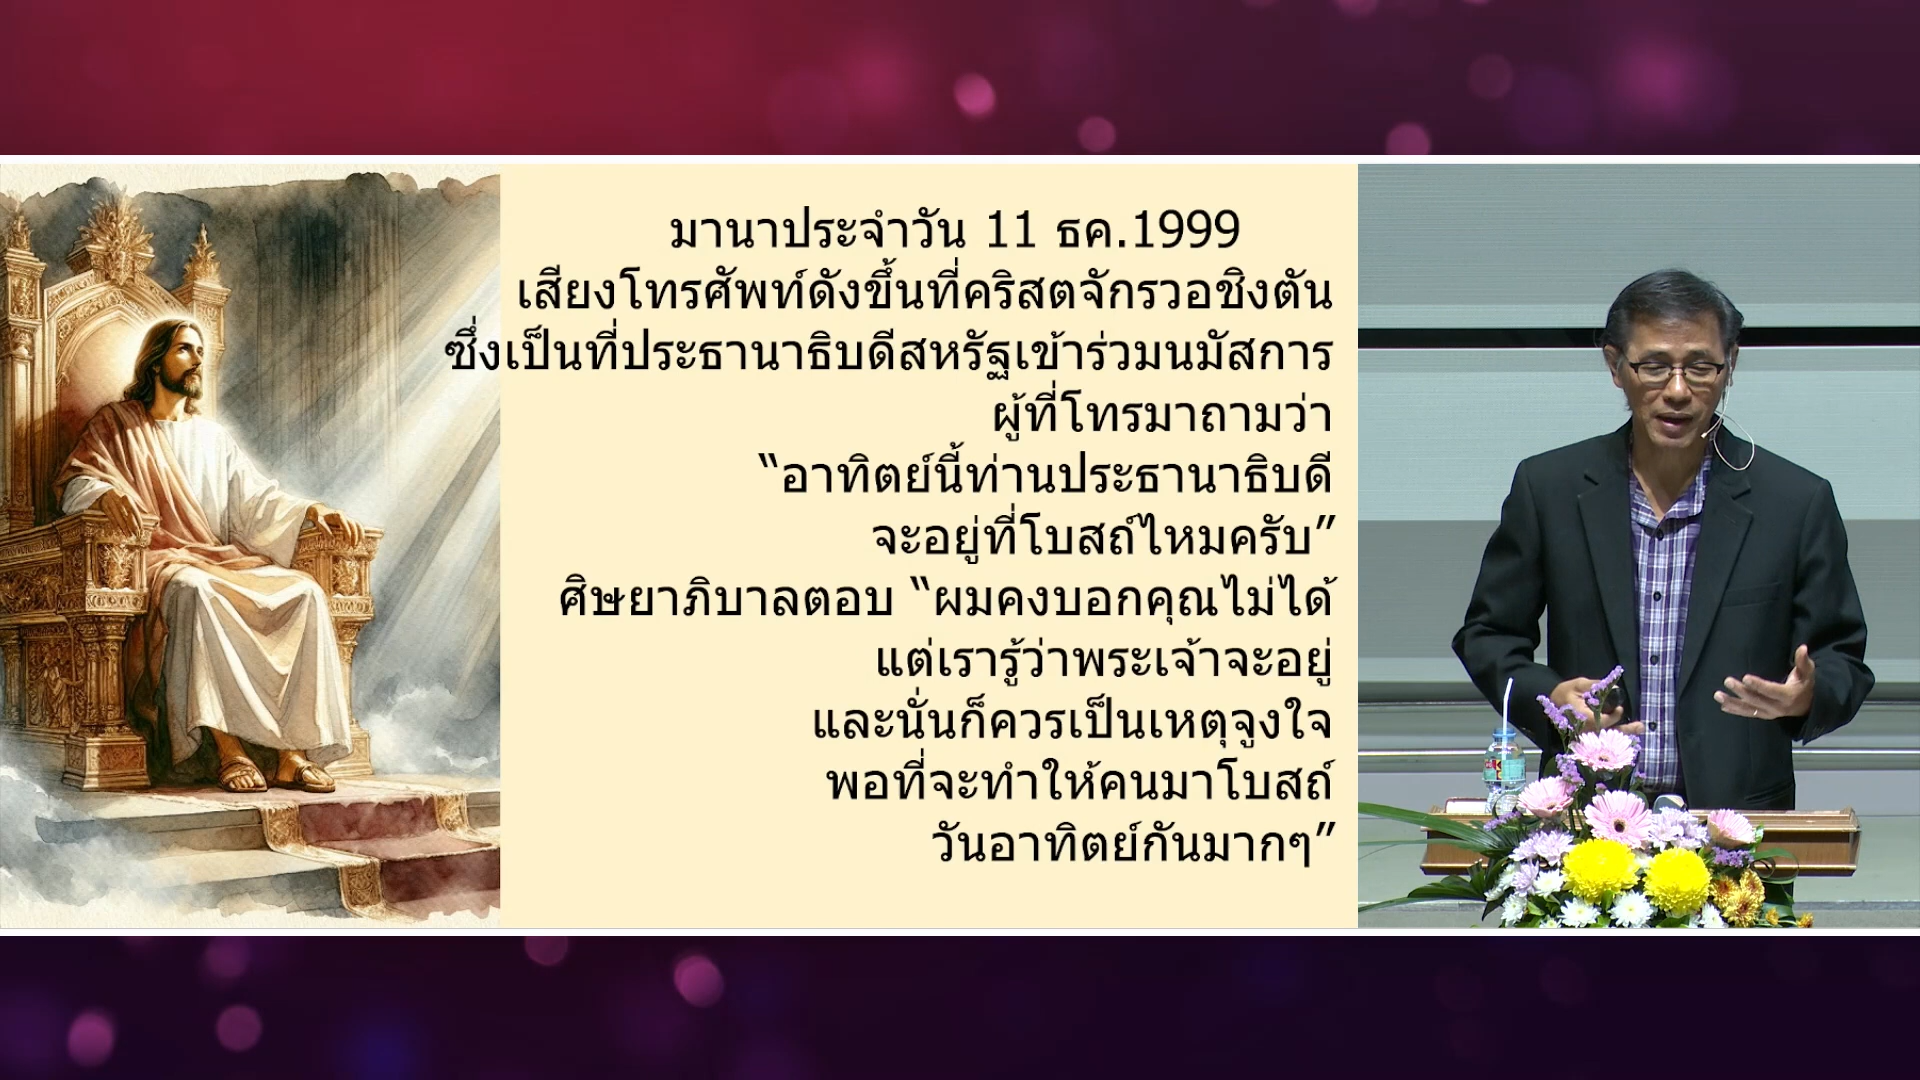 มานาประจำวัน 11 ธค.1999
เสียงโทรศัพท์ดังขึ้นที่คริสตจักรวอชิงตัน
ซึ่งเป็นที่ประธานาธิบดีสหรัฐเข้าร่วมนมัสการ
ผู้ที่โทรมาถามว่า
“อาทิตย์นี้ท่านประธานาธิบดี
จะอยู่ที่โบสถ์ไหมครับ”
ศิษยาภิบาลตอบ “ผมคงบอกคุณไม่ได้
แต่เรารู้ว่าพระเจ้าจะอยู่
และนั่นก็ควรเป็นเหตุจูงใจ
พอที่จะทำให้คนมาโบสถ์
วันอาทิตย์กันมากๆ”